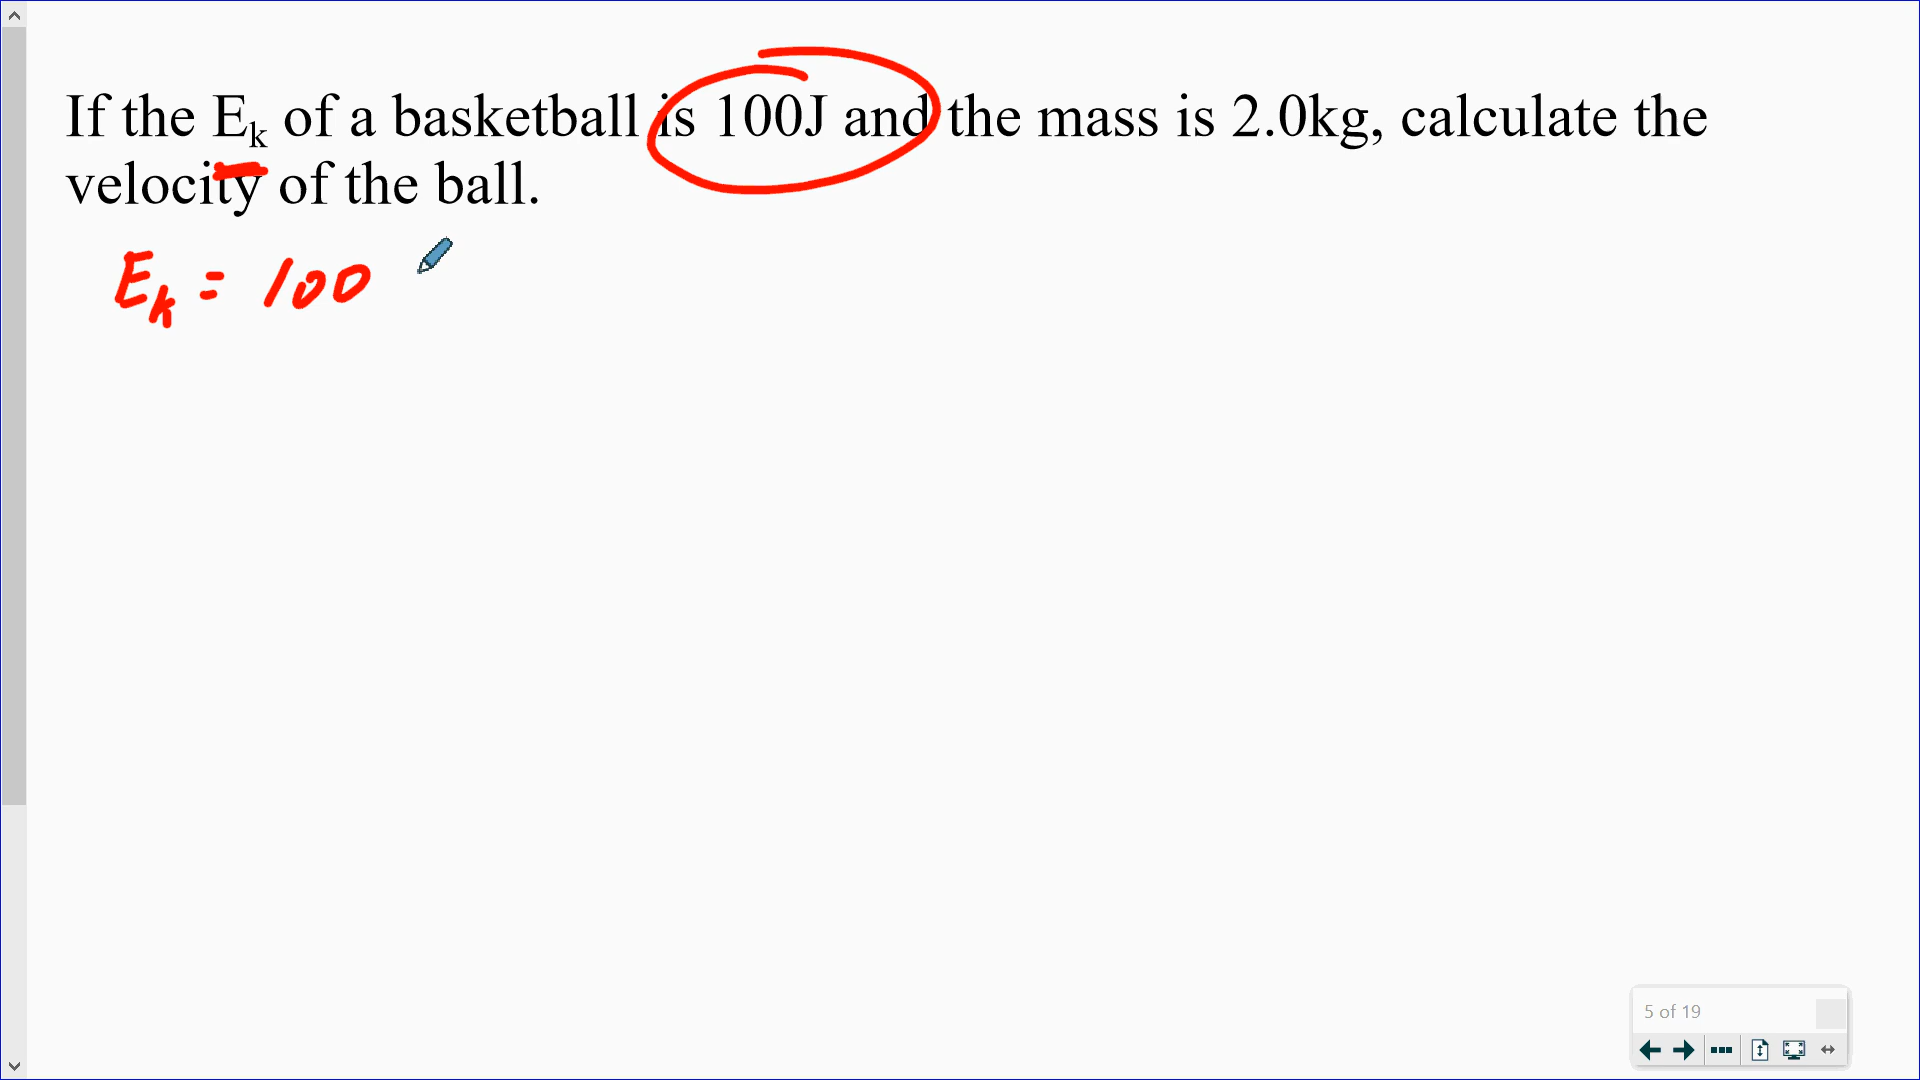 If the Ek of a basketball is 100J and the mass is 2.0kg, calculate the
velocity of the ball.
Ek = 100
5 of 19